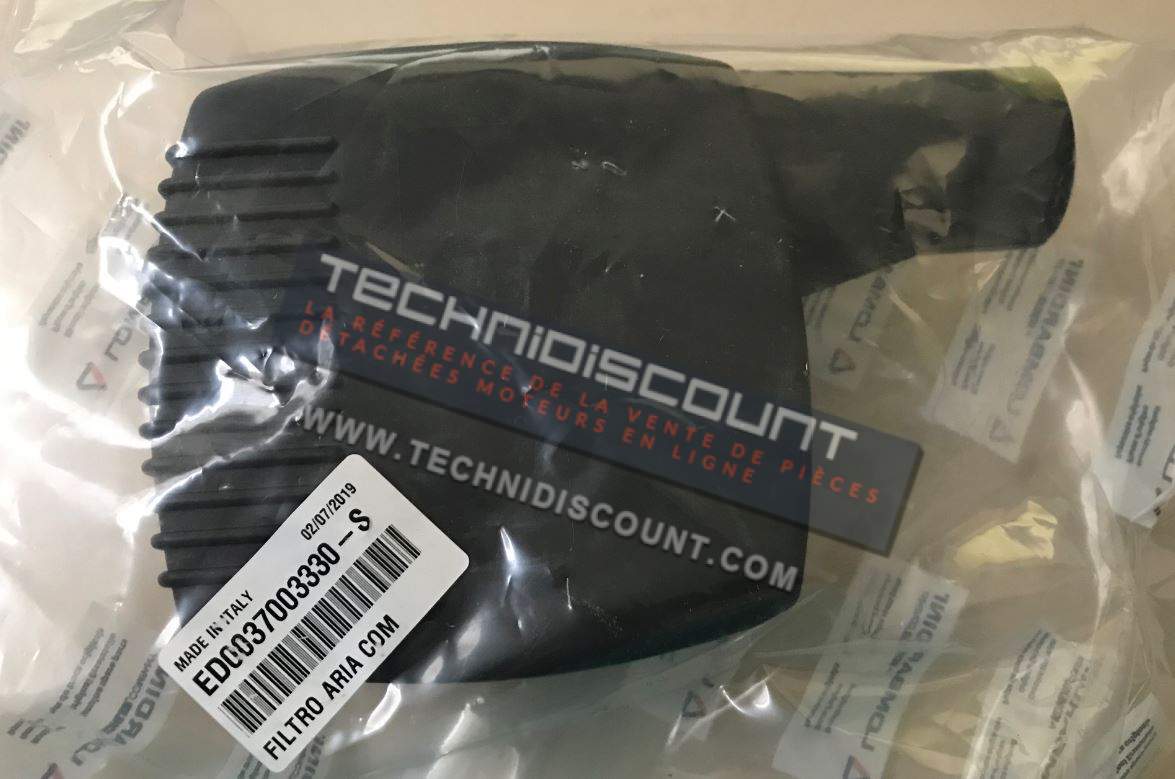 TECHNIDISCOUNT
LA RÉFÉRENCE DE LA VENTE DE PIÈCES
DÉTACHÉES MOTEURS EN LIGNE
WWW.TECHNIDISCOUNT.COM
02/07/2019
MADE IN ITALY
ED0037003330-S
FILTRO ARIA COM
LOMBARDINI